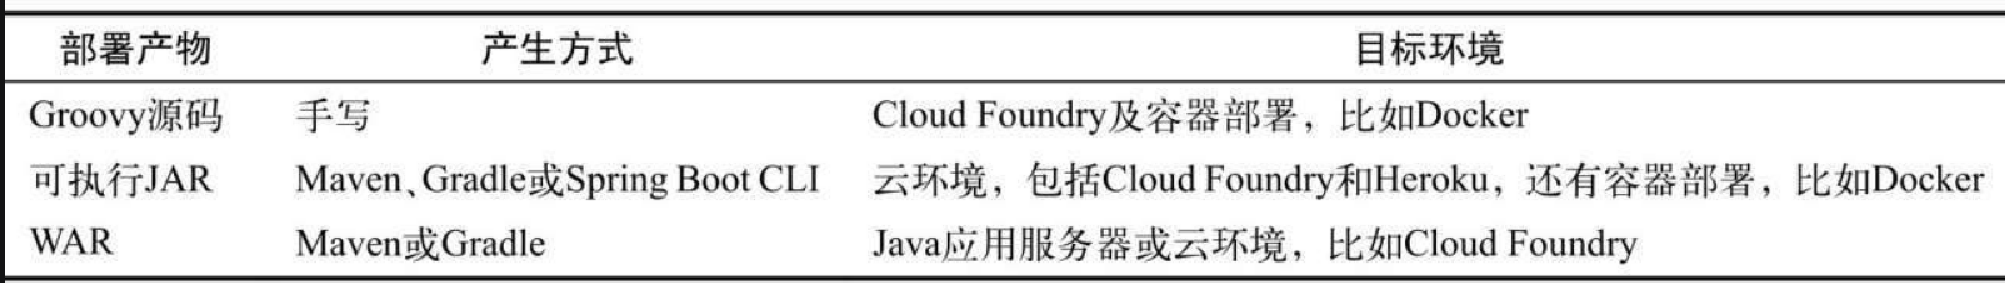 部署产物 产生方式 目标环境
Groovy源码 手写 Cloud Foundry及容器部署，比如Docker
可执行JAR Maven、Gradle或Spring Boot CLI 云环境，包括Cloud Foundry和Heroku，还有容器部署，比如Docker
WAR Maven或Gradle Java应用服务器或云环境，比如Cloud Foundry